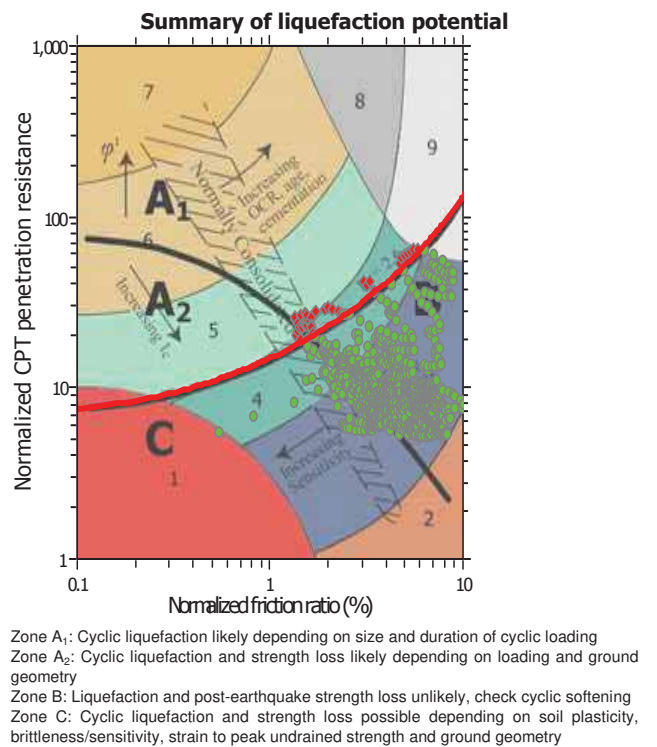 Summary of liquefaction potential
1,000
100
10
1
Normalized CPT penetration resistance
7
8
9
φ'
A1
6
A2
5
4
C
1
2
Increasing
OCR, age,
cementation
Normally Consolidated
Increasing Ic
Increasing
Sensitivity
B
0.1
1
10
Normalized friction ratio (%)
Zone A1: Cyclic liquefaction likely depending on size and duration of cyclic loading
Zone A2: Cyclic liquefaction and strength loss likely depending on loading and ground
geometry
Zone B: Liquefaction and post-earthquake strength loss unlikely, check cyclic softening
Zone C: Cyclic liquefaction and strength loss possible depending on soil plasticity,
brittleness/sensitivity, strain to peak undrained strength and ground geometry